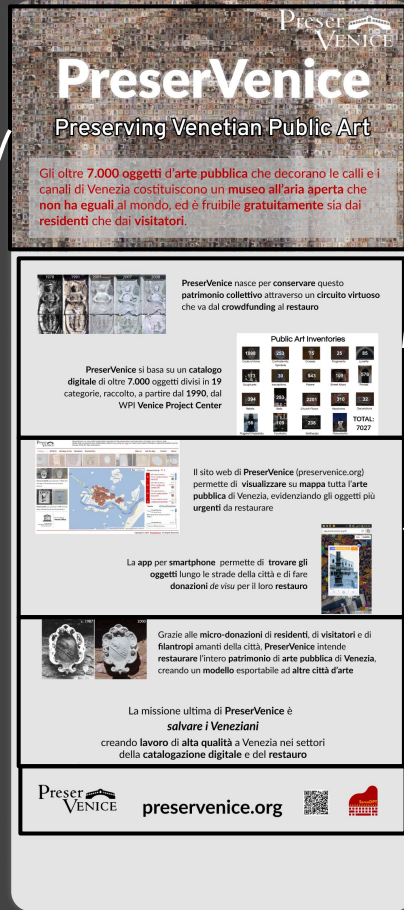 Preser
VENICE
PreserVenice
Preserving Venetian Public Art
Gli oltre 7.000 oggetti d'arte pubblica che decorano le calli e i
canali di Venezia costituiscono un museo all'aria aperta che
non ha eguali al mondo, ed è fruibile gratuitamente sia dai
residenti che dai visitatori.
1978 1990 2000
PreserVenice nasce per conservare questo
patrimonio collettivo attraverso un circuito virtuoso
che va dal crowdfunding al restauro
Public Art Inventories
TOTAL:
7027
PreserVenice si basa su un catalogo
digitale di oltre 7.000 oggetti divisi in 19
categorie, raccolto, a partire dal 1990, dal
WPI Venice Project Center
Il sito web di PreserVenice (preservenice.org)
permette di visualizzare su mappa tutta l'arte
pubblica di Venezia, evidenziando gli oggetti più
urgenti da restaurare
La app per smartphone permette di trovare gli
oggetti lungo le strade della città e di fare
donazioni de visu per il loro restauro
Grazie alle micro-donazioni di residenti, di visitatori e di
filantropi amanti della città, PreserVenice intende
restaurare l'intero patrimonio di arte pubblica di Venezia,
creando un modello esportabile ad altre città d'arte
La missione ultima di PreserVenice è
salvare i Veneziani
creando lavoro di alta qualità a Venezia nei settori
della catalogazione digitale e del restauro
Preser
VENICE
preservenice.org